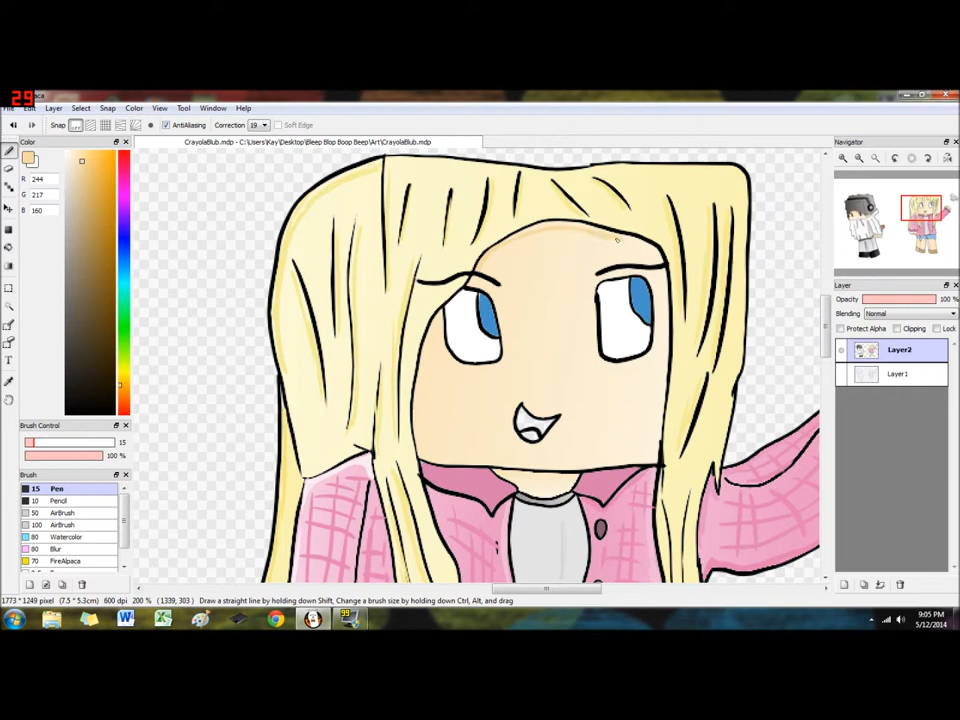 29
aca
File Edit Layer Select Snap Color View Tool Window Help
Snap OFF AntiAliasing Correction 19 Soft Edge
Color
CrayolaBlub.mdp - C:\Users\Kay\Desktop\Bleep Blop Boop Beep\Art\CrayolaBlub.mdp
Navigator
R 244
G 217
B 160
Layer
Opacity 100 %
Blending Normal
Protect Alpha Clipping Lock
Layer2
Layer1
Brush Control
15
100 %
Brush
15 Pen
10 Pencil
50 AirBrush
100 AirBrush
80 Watercolor
80 Blur
70 FireAlpaca
1773 * 1249 pixel (7.5 * 5.3cm) 600 dpi 200 % (1339, 303) Draw a straight line by holding down Shift, Change a brush size by holding down Ctrl, Alt, and drag
99
9:05 PM
5/12/2014